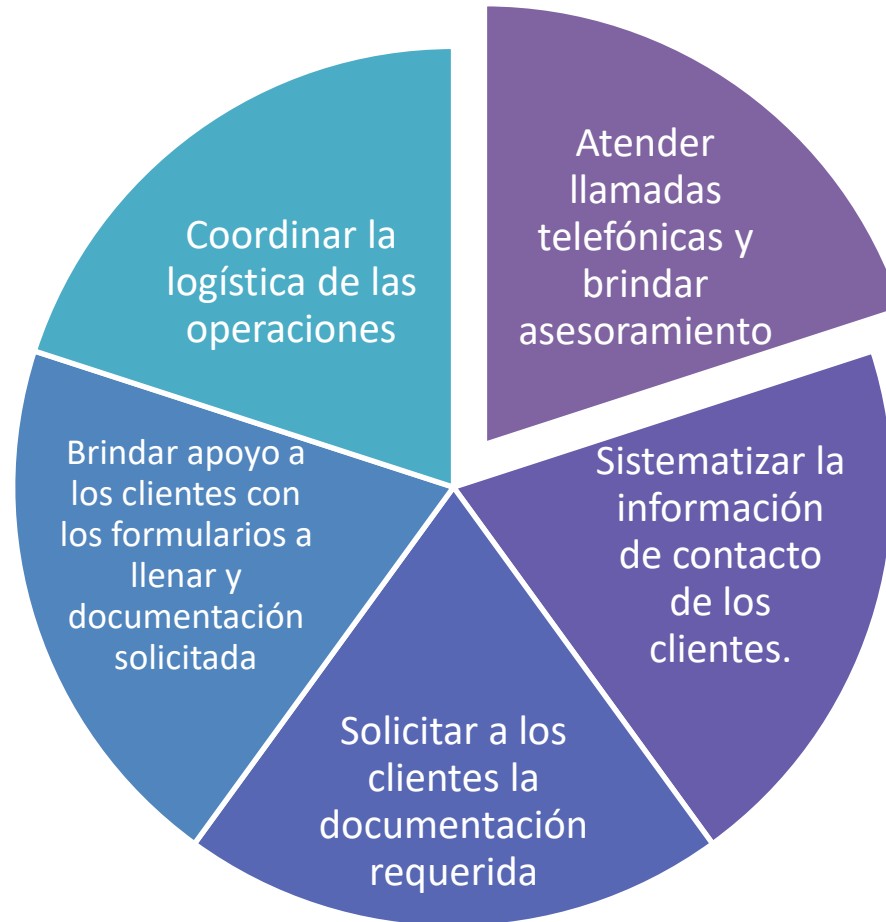 Atender
llamadas
telefónicas y
brindar
asesoramiento
Sistematizar la
información
de contacto
de los
clientes.
Solicitar a los
clientes la
documentación
requerida
Brindar apoyo a
los clientes con
los formularios a
llenar y
documentación
solicitada
Coordinar la
logística de las
operaciones